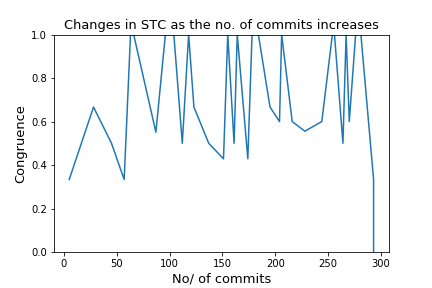 Changes in STC as the no. of commits increases
1.0
0.8
0.6
0.4
0.2
0.0
Congruence
0 50 100 150 200 250 300
No/ of commits